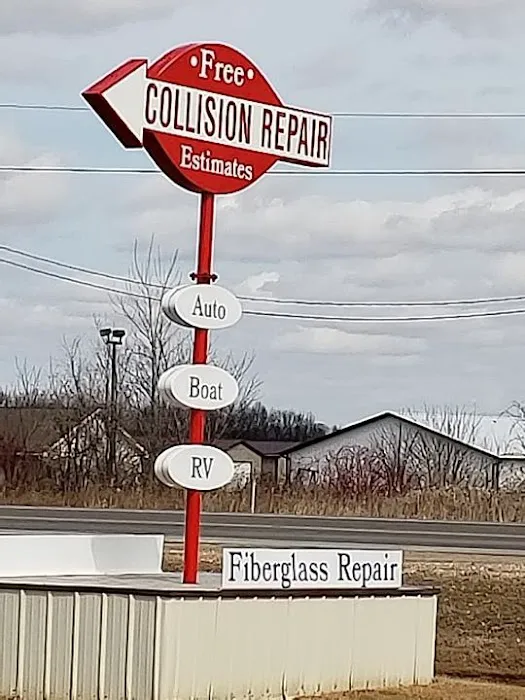 •Free•
COLLISION REPAIR
Estimates
Auto
Boat
RV
Fiberglass Repair